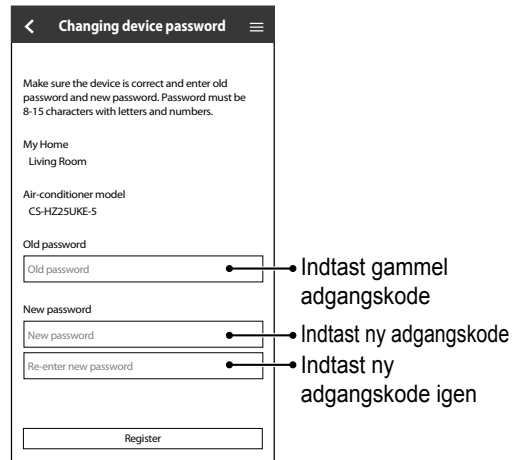 Changing device password
Make sure the device is correct and enter old
password and new password. Password must be
8-15 characters with letters and numbers.
My Home
Living Room
Air-conditioner model
CS-HZ25UKE-5
Old password
Old password
Indtast gammel
adgangskode
New password
New password
Indtast ny adgangskode
Re-enter new password
Indtast ny
adgangskode igen
Register